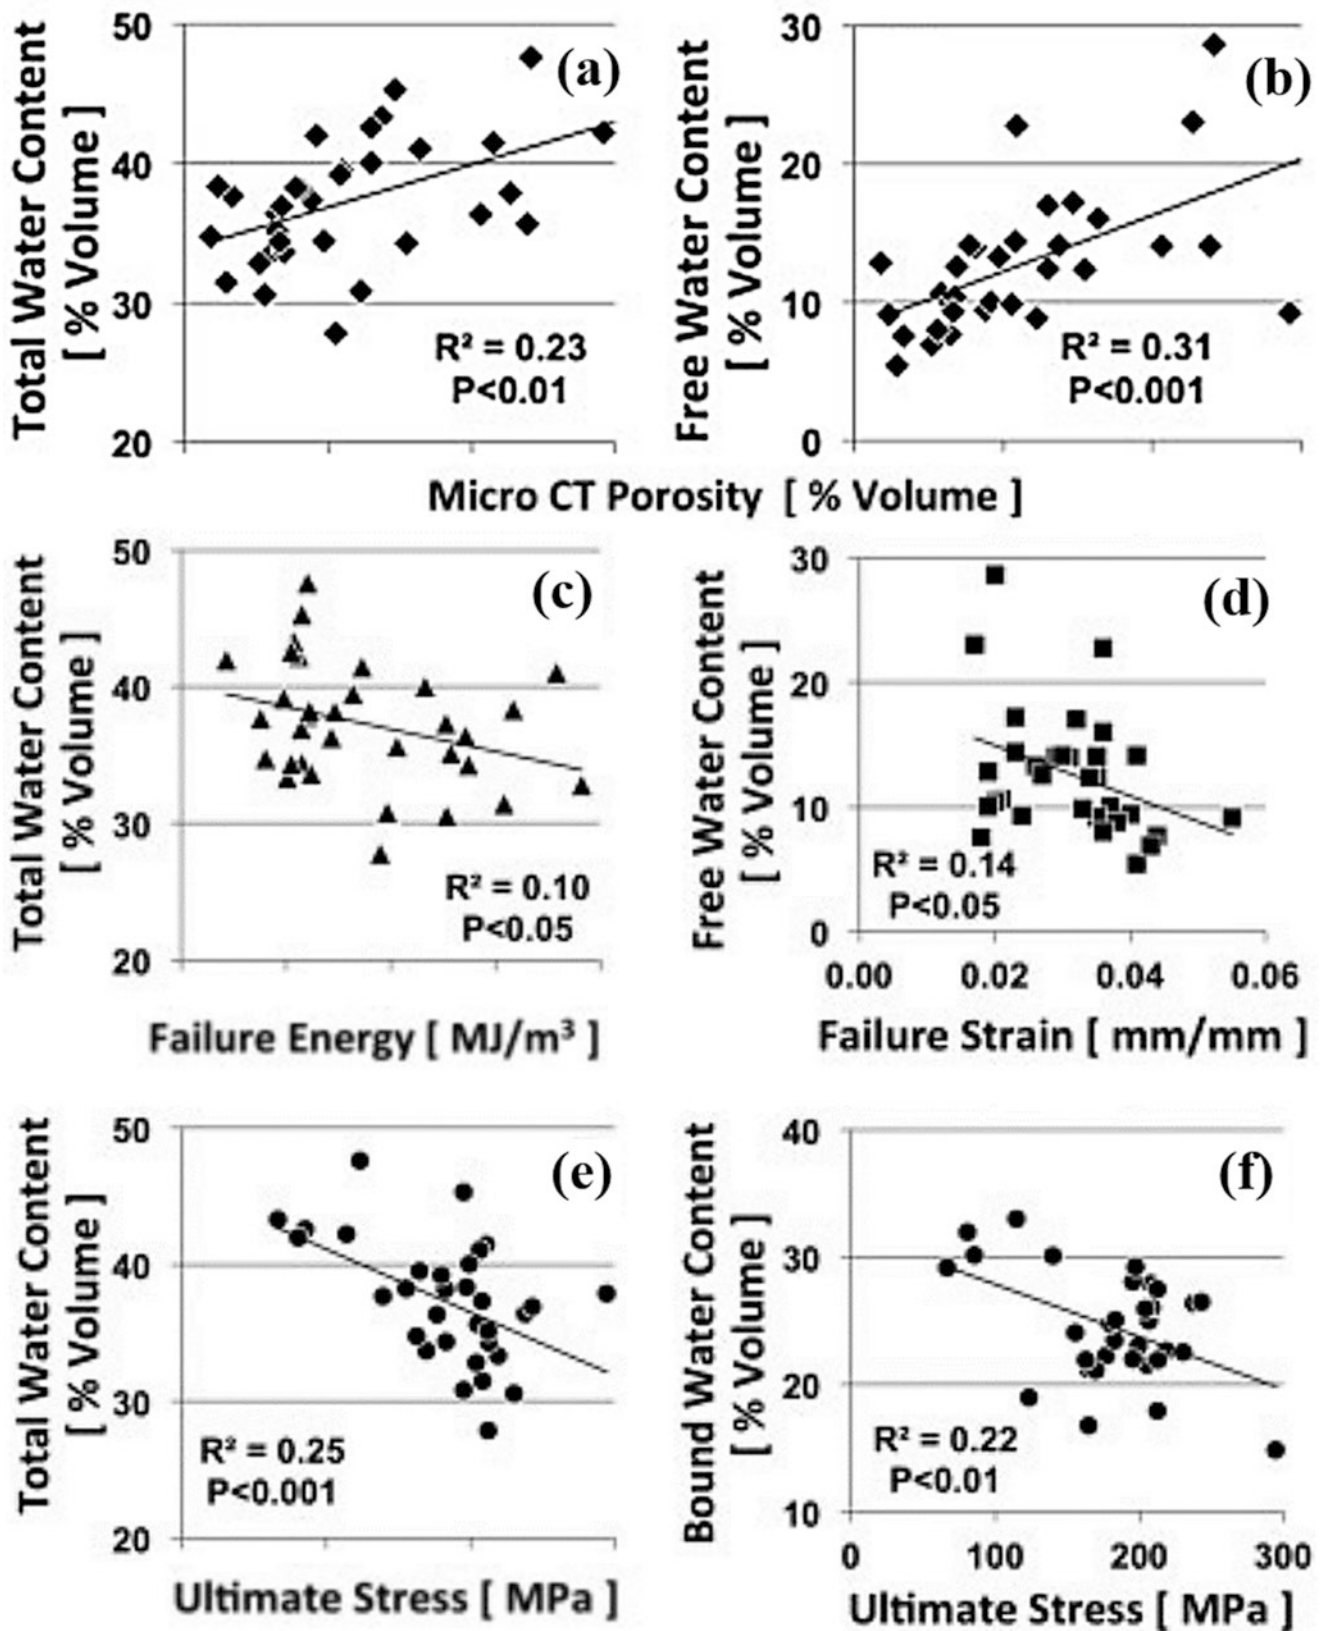 Total Water Content
[ % Volume ]
50
40
30
20
(a)
R² = 0.23
P<0.01
Free Water Content
[ % Volume ]
30
20
10
0
(b)
R² = 0.31
P<0.001
Micro CT Porosity [ % Volume ]
Total Water Content
[ % Volume ]
50
40
30
20
(c)
R² = 0.10
P<0.05
Failure Energy [ MJ/m³ ]
Free Water Content
[ % Volume ]
30
20
10
0
(d)
R² = 0.14
P<0.05
0.00 0.02 0.04 0.06
Failure Strain [ mm/mm ]
Total Water Content
[ % Volume ]
50
40
30
20
(e)
R² = 0.25
P<0.001
Ultimate Stress [ MPa ]
Bound Water Content
[ % Volume ]
40
30
20
10
(f)
R² = 0.22
P<0.01
0 100 200 300
Ultimate Stress [ MPa ]